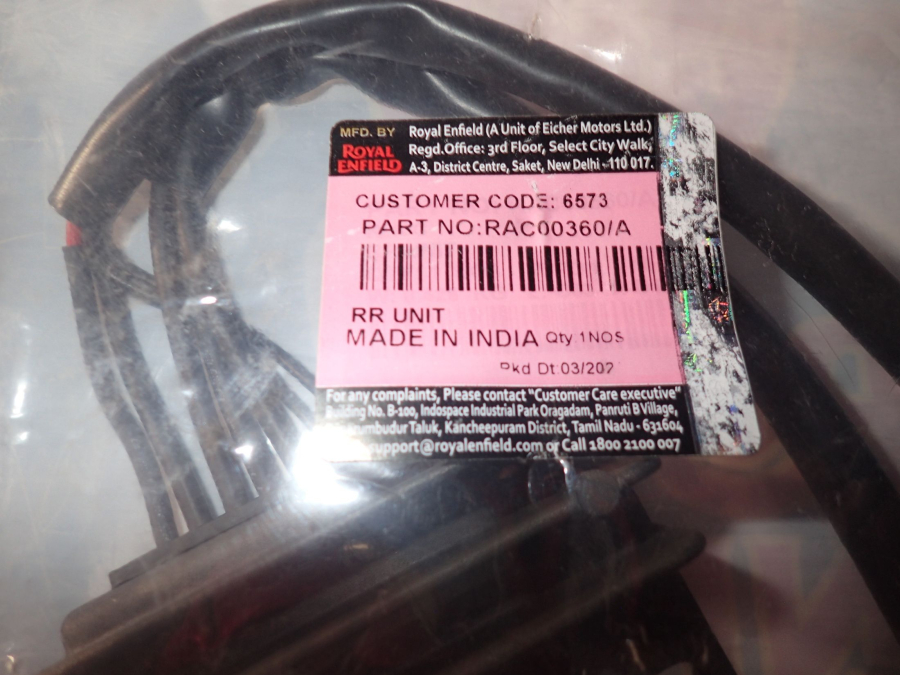 MFD. BY
ROYAL
ENFIELD
Royal Enfield (A Unit of Eicher Motors Ltd.)
Regd.Office: 3rd Floor, Select City Walk,
A-3, District Centre, Saket, New Delhi -110 017.
CUSTOMER CODE: 6573
PART NO:RAC00360/A
RR UNIT
MADE IN INDIA Qty.1NOS
Pkd Dt:03/202
For any complaints, Please contact "Customer Care executive"
Building No. B-100, Indospace Industrial Park Oragadam, Panruti B Village,
Taluk, Kancheepuram District, Tamil Nadu - 631604
support@royalenfield.com or Call 1800 2100 007